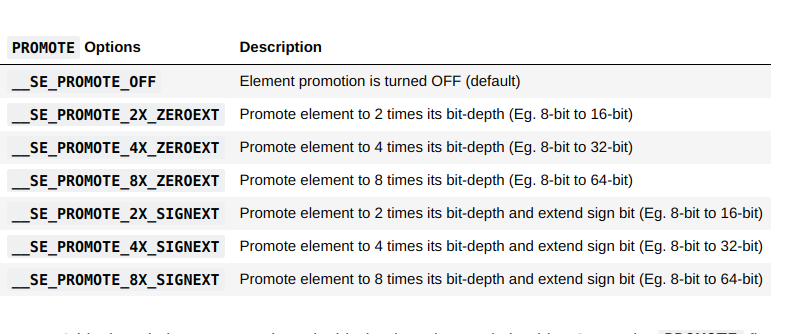 PROMOTE Options Description
__SE_PROMOTE_OFF Element promotion is turned OFF (default)
__SE_PROMOTE_2X_ZEROEXT Promote element to 2 times its bit-depth (Eg. 8-bit to 16-bit)
__SE_PROMOTE_4X_ZEROEXT Promote element to 4 times its bit-depth (Eg. 8-bit to 32-bit)
__SE_PROMOTE_8X_ZEROEXT Promote element to 8 times its bit-depth (Eg. 8-bit to 64-bit)
__SE_PROMOTE_2X_SIGNEXT Promote element to 2 times its bit-depth and extend sign bit (Eg. 8-bit to 16-bit)
__SE_PROMOTE_4X_SIGNEXT Promote element to 4 times its bit-depth and extend sign bit (Eg. 8-bit to 32-bit)
__SE_PROMOTE_8X_SIGNEXT Promote element to 8 times its bit-depth and extend sign bit (Eg. 8-bit to 64-bit)